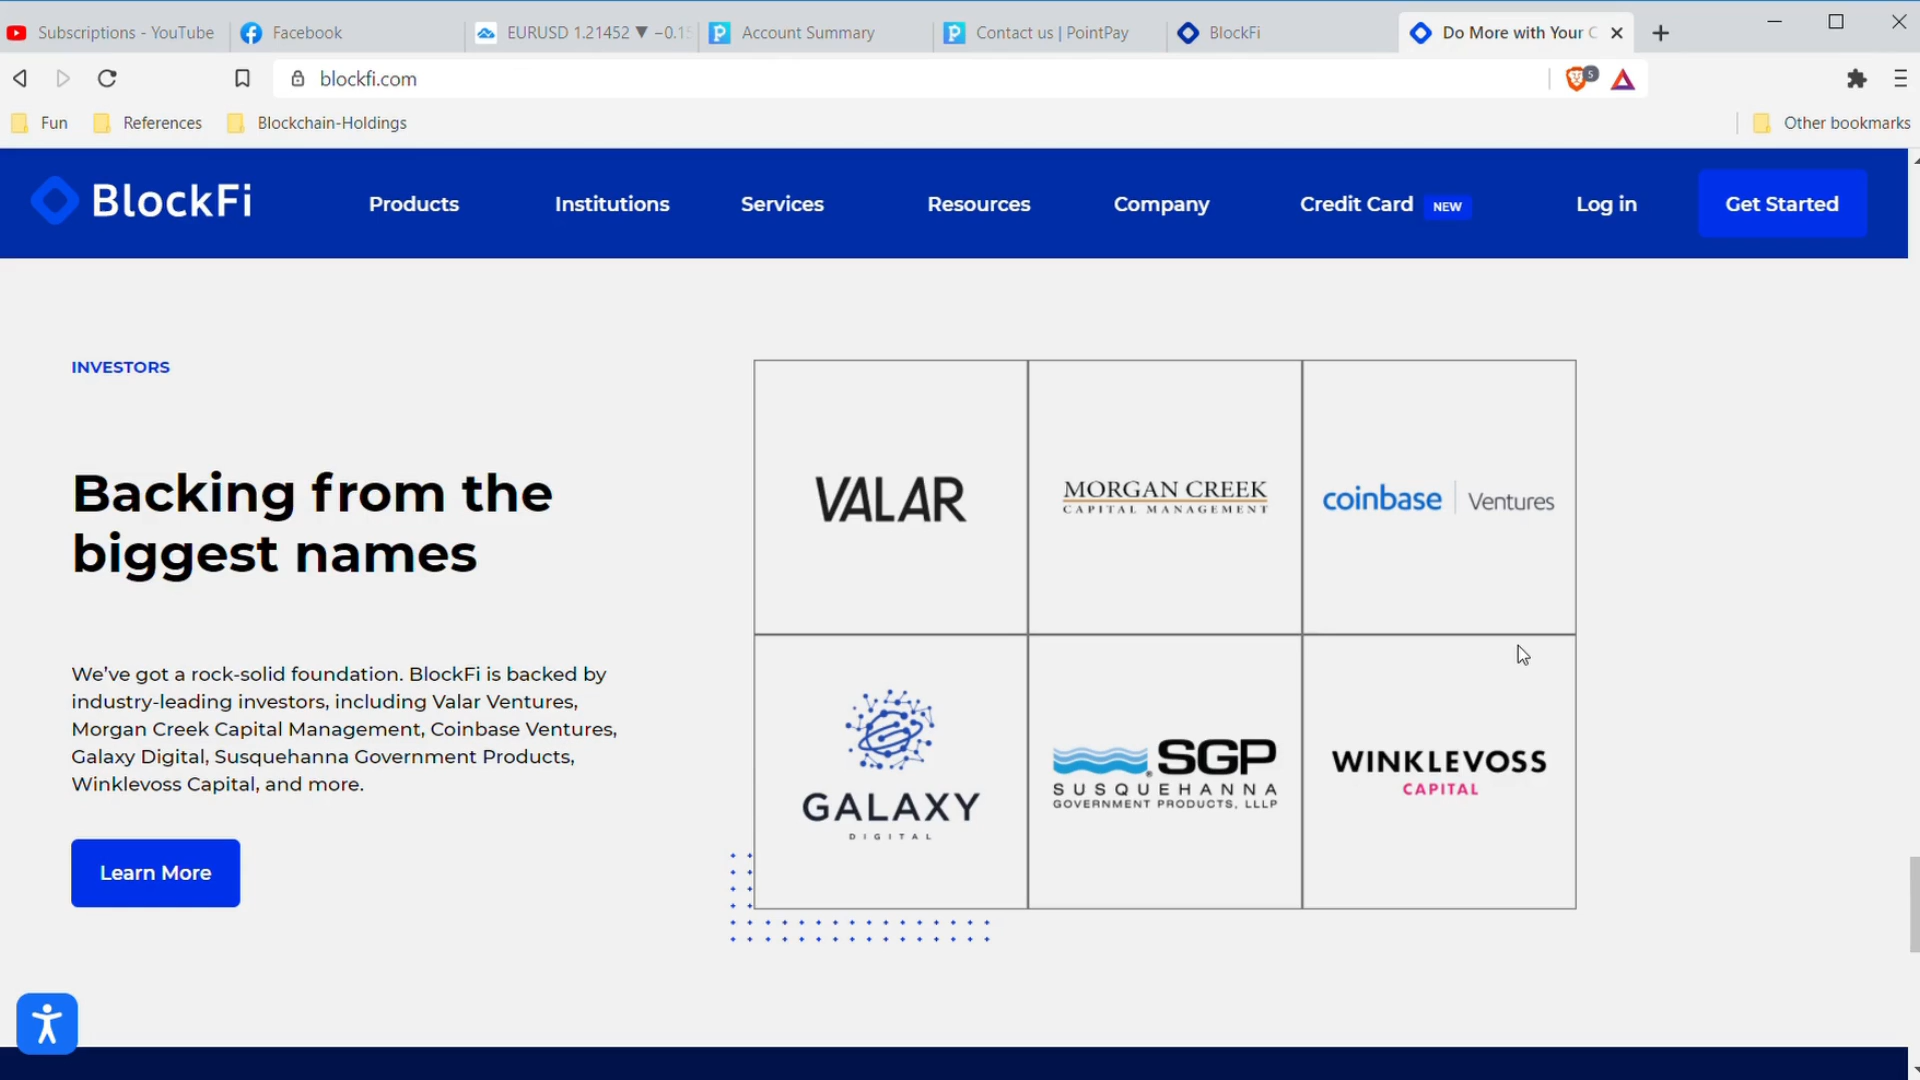 Subscriptions - YouTube
Facebook
EURUSD 1.21452 ▼ −0.1
Account Summary
Contact us | PointPay
BlockFi
Do More with Your C
blockfi.com
5
Fun
References
Blockchain-Holdings
Other bookmarks
BlockFi
Products
Institutions
Services
Resources
Company
Credit Card NEW
Log in
Get Started
INVESTORS
Backing from the
biggest names
We’ve got a rock-solid foundation. BlockFi is backed by
industry-leading investors, including Valar Ventures,
Morgan Creek Capital Management, Coinbase Ventures,
Galaxy Digital, Susquehanna Government Products,
Winklevoss Capital, and more.
Learn More
VALAR
MORGAN CREEK
CAPITAL MANAGEMENT
coinbase | Ventures
GALAXY
DIGITAL
SGP
SUSQUEHANNA
GOVERNMENT PRODUCTS, LLLP
WINKLEVOSS
CAPITAL